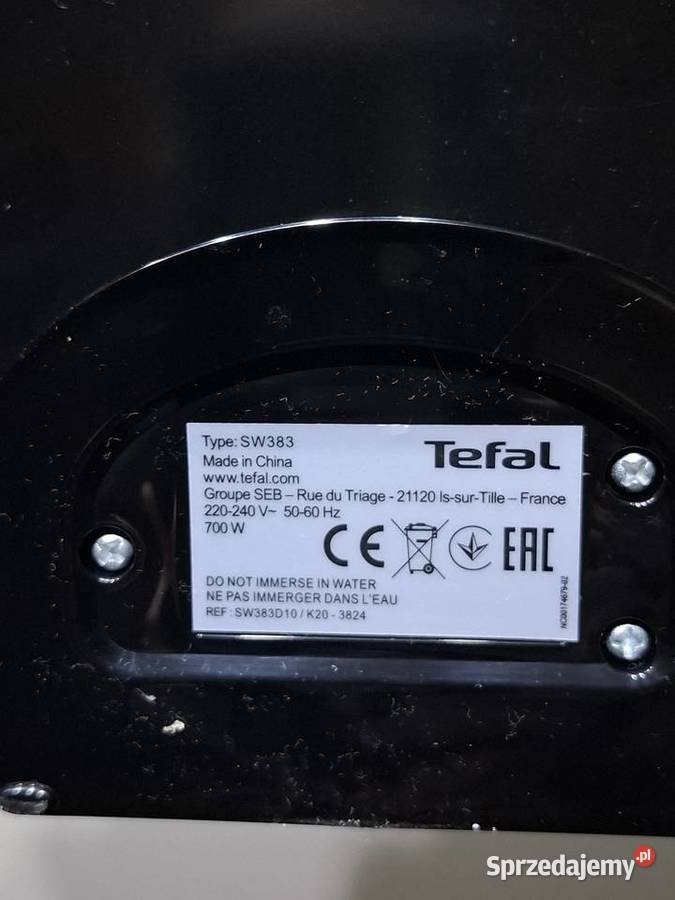 Type: SW383
Tefal
Made in China
www.tefal.com
Groupe SEB – Rue du Triage - 21120 Is-sur-Tille – France
220-240 V~ 50-60 Hz
700 W
CE
EAC
DO NOT IMMERSE IN WATER
NE PAS IMMERGER DANS L'EAU
REF : SW383D10 / K20 - 3824
NC00174679-02
Sprzedajemy.pl